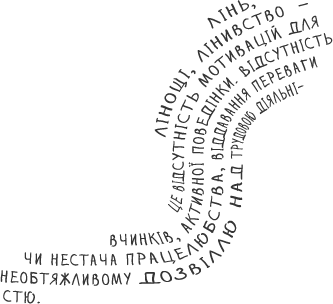 ЛІНЬ,
ЛІНОЩІ, ЛІНИВСТВО –
ЦЕ ВІДСУТНІСТЬ МОТИВАЦІЙ ДЛЯ
ВЧИНКІВ, АКТИВНОЇ ПОВЕДІНКИ. ВІДСУТНІСТЬ
ЧИ НЕСТАЧА ПРАЦЕЛЮБСТВА, ВІДДАВАННЯ ПЕРЕВАГИ
НЕОБТЯЖЛИВОМУ ДОЗВІЛЛЮ НАД ТРУДОВОЮ ДІЯЛЬНІ–
СТЮ.